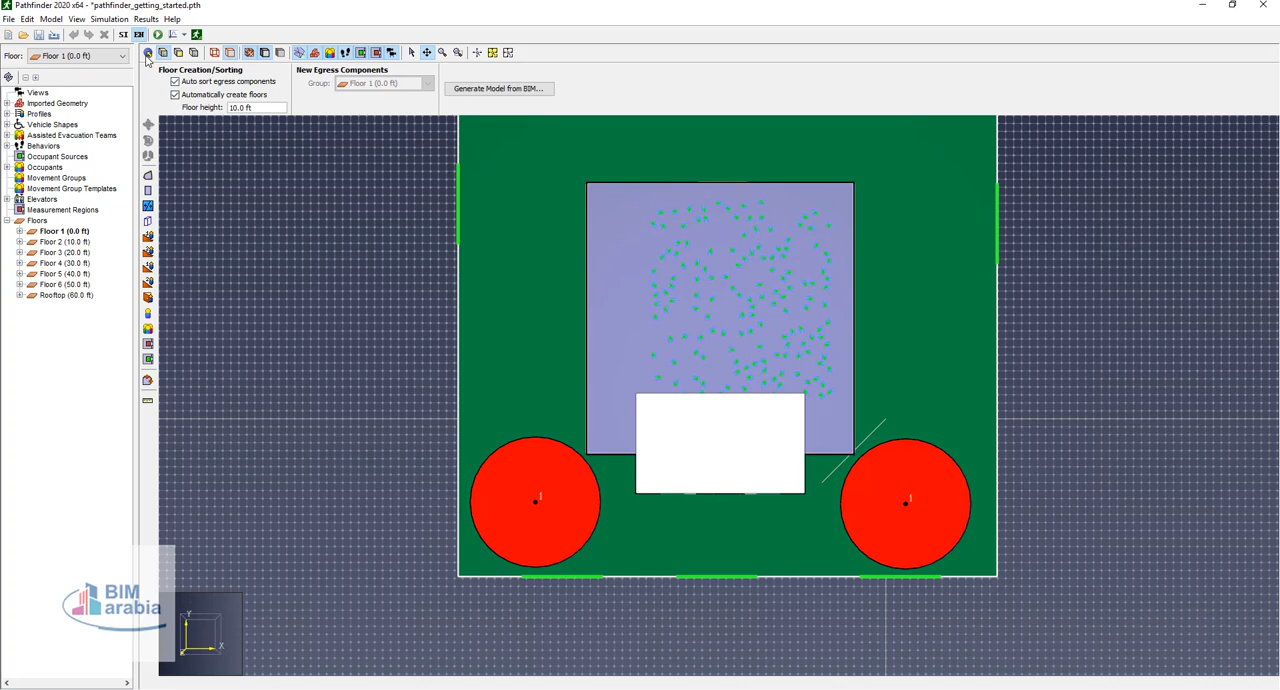 Pathfinder 2020 x64 - *pathfinder_getting_started.pth
File Edit Model View Simulation Results Help
SI EN
Floor: Floor 1 (0.0 ft)
Floor Creation/Sorting
Auto sort egress components
Automatically create floors
Floor height: 10.0 ft
New Egress Components
Group: Floor 1 (0.0 ft)
Generate Model from BIM...
Views
Imported Geometry
Profiles
Vehicle Shapes
Assisted Evacuation Teams
Behaviors
Occupant Sources
Occupants
Movement Groups
Movement Group Templates
Elevators
Measurement Regions
Floors
Floor 1 (0.0 ft)
Floor 2 (10.0 ft)
Floor 3 (20.0 ft)
Floor 4 (30.0 ft)
Floor 5 (40.0 ft)
Floor 6 (50.0 ft)
Rooftop (60.0 ft)
1
1
BIM
arabia
Y
X